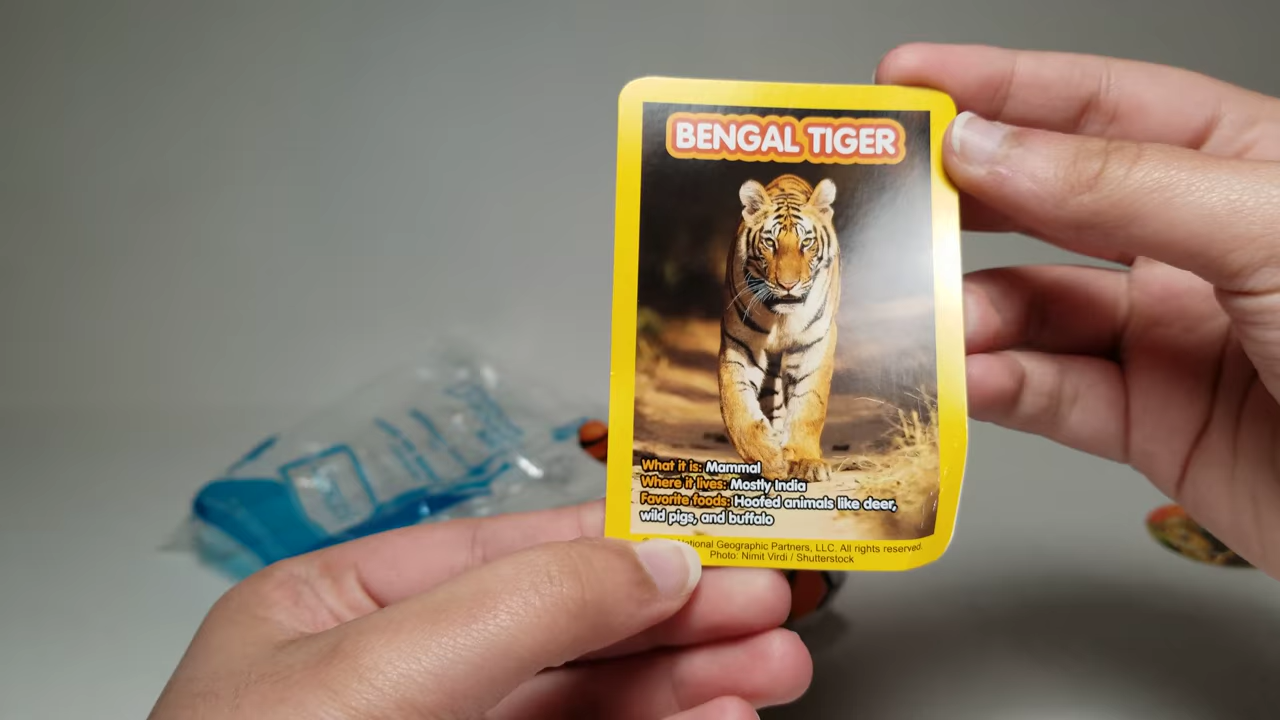 BENGAL TIGER
What it is: Mammal
Where it lives: Mostly India
Favorite foods: Hoofed animals like deer,
wild pigs, and buffalo
National Geographic Partners, LLC. All rights reserved.
Photo: Nimit Virdi / Shutterstock